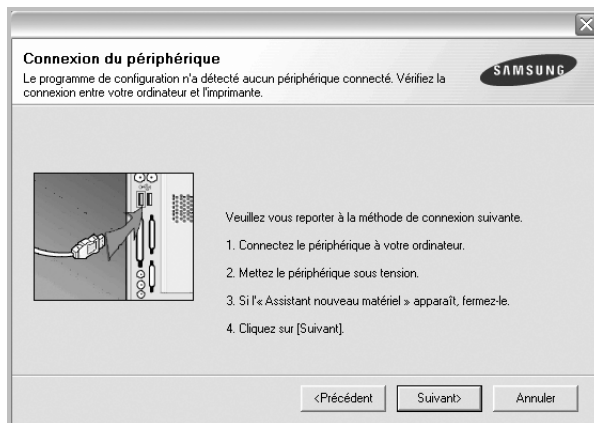 Connexion du périphérique
Le programme de configuration n'a détecté aucun périphérique connecté. Vérifiez la
connexion entre votre ordinateur et l'imprimante.
SAMSUNG
Veuillez vous reporter à la méthode de connexion suivante.
1. Connectez le périphérique à votre ordinateur.
2. Mettez le périphérique sous tension.
3. Si l'« Assistant nouveau matériel » apparaît, fermez-le.
4. Cliquez sur [Suivant].
<Précédent
Suivant>
Annuler